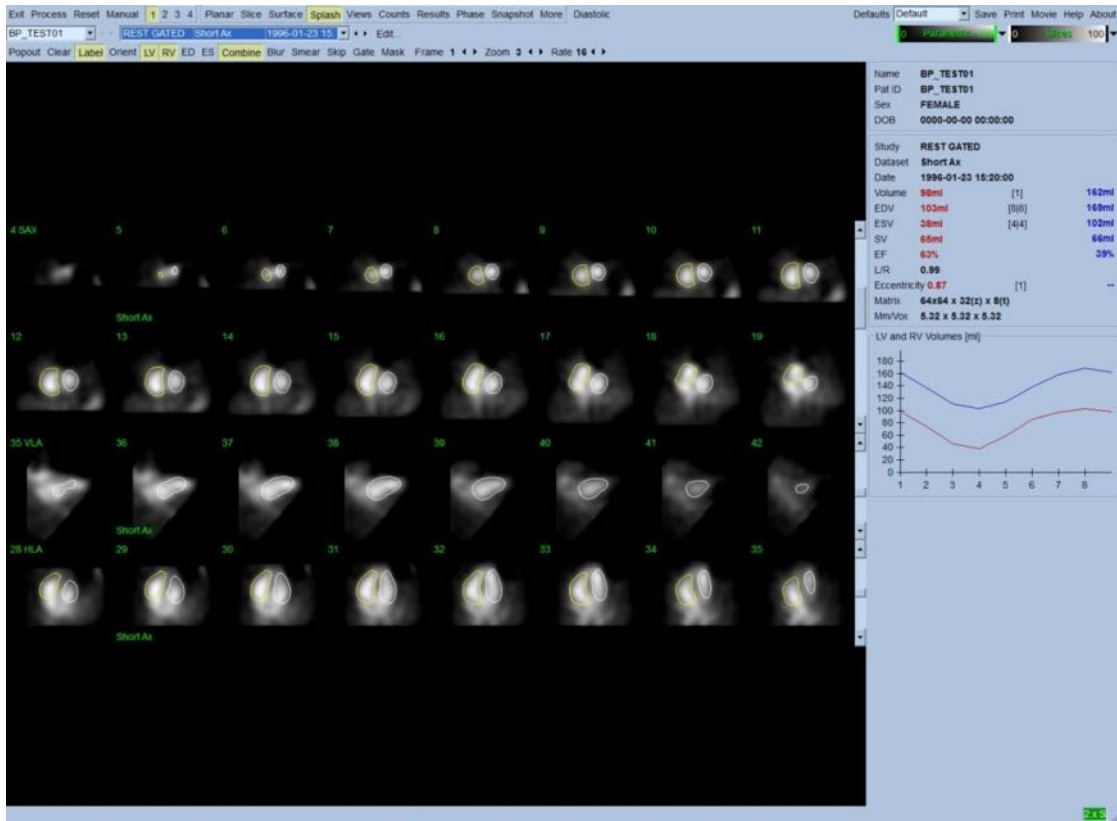 Exit Process Reset Manual 1 2 3 4 Planar Slice Surface Splash Views Counts Results Phase Snapshot More Diastolic Defaults Default Save Print Movie Help About
BP_TEST01 REST GATED Short Ax 1996-01-23 15 Edit... 0 Parametric 0 Slices 100
Popout Clear Label Orient LV RV ED ES Combine Blur Smear Skip Gate Mask Frame 1 Zoom 3 Rate 16
4 SAX 5 6 7 8 9 10 11
Short Ax
12 13 14 15 16 17 18 19
35 VLA 36 37 38 39 40 41 42
Short Ax
28 HLA 29 30 31 32 33 34 35
Short Ax
Name BP_TEST01
Pat ID BP_TEST01
Sex FEMALE
DOB 0000-00-00 00:00:00
Study REST GATED
Dataset Short Ax
Date 1996-01-23 15:20:00
Volume 98ml [1] 162ml
EDV 103ml [8|8] 169ml
ESV 38ml [4|4] 102ml
SV 65ml 66ml
EF 63% 39%
L/R 0.99
Eccentricity 0.87 [1] --
Matrix 64x64 x 32(z) x 8(t)
Mm/Vox 5.32 x 5.32 x 5.32
LV and RV Volumes [ml]
180
160
140
120
100
80
60
40
20
0
1 2 3 4 5 6 7 8
2 x S